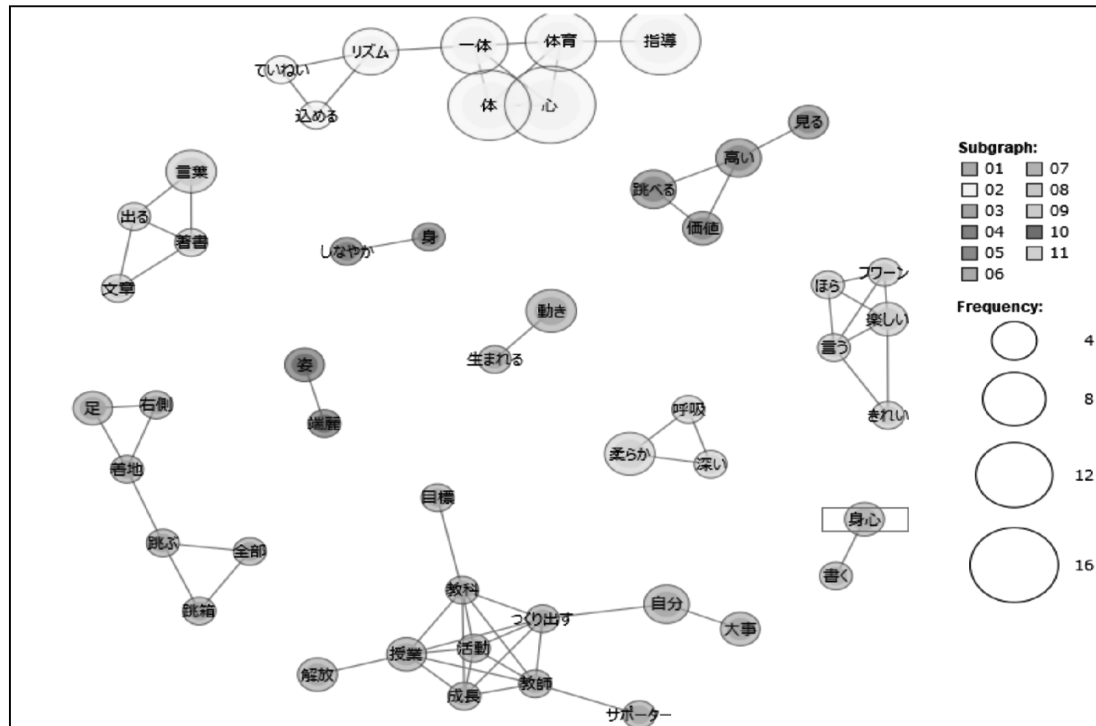 一体
体育
指導
リズム
ていねい
体
心
込める
見る
高い
跳べる
価値
言葉
出る
著書
文章
しなやか
身
フワーン
ほら
楽しい
言う
きれい
動き
生まれる
姿
端麗
足
右側
着地
跳ぶ
全部
跳箱
呼吸
柔らか
深い
身心
書く
目標
教科
つくり出す
自分
大事
授業
活動
解放
成長
教師
サポーター
Subgraph:
01 07
02 08
03 09
04 10
05 11
06
Frequency:
4
8
12
16